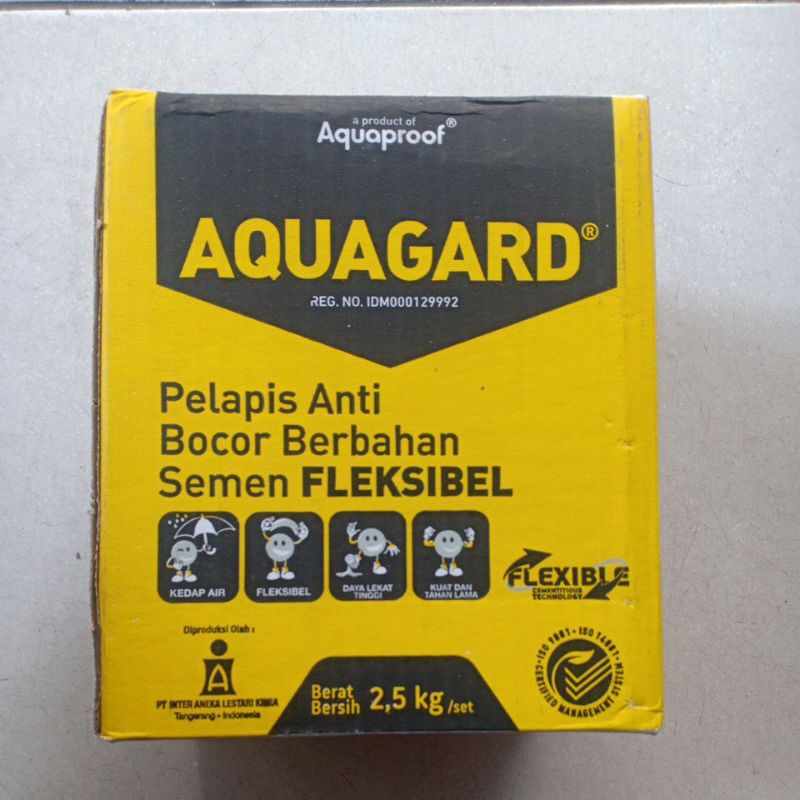 a product of
Aquaproof®
AQUAGARD®
REG. NO. IDM000129992
Pelapis Anti
Bocor Berbahan
Semen FLEKSIBEL
KEDAP AIR
FLEKSIBEL
DAYA LEKAT
TINGGI
KUAT DAN
TAHAN LAMA
FLEXIBLE
CEMENTITIOUS
TECHNOLOGY
Diproduksi Oleh :
PT INTER ANEKA LESTARI KIMIA
Tangerang - Indonesia
Berat
Bersih 2,5 kg /set
ISO 9001 • ISO 14001
CERTIFIED MANAGEMENT SYSTEM